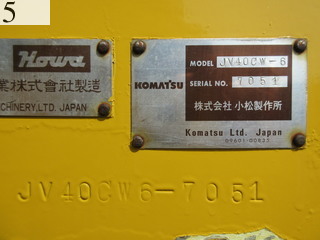 5
Howa
業株式會社製造
CHINERY,LTD. JAPAN
KOMATSU
MODEL JV40CW-6
SERIAL NO. 7051
株式会社 小松製作所
Komatsu Ltd. Japan
JV40CW6-7051